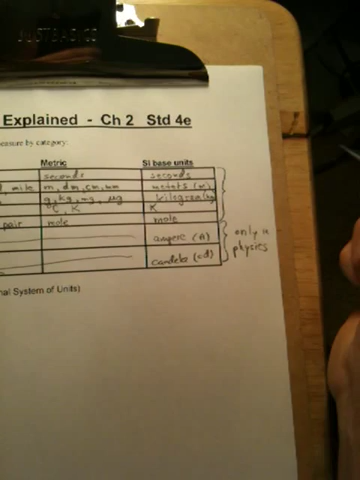 JUSTBASICS
Explained - Ch 2 Std 4e
easure by category:
Metric SI base units
seconds seconds
mile m, dm, cm, mm meters (m)
g, kg, mg, μg kilogram (kg)
°C, K K
pair mole mole
ampere (A)
candela (cd)
only in
physics
nal System of Units)